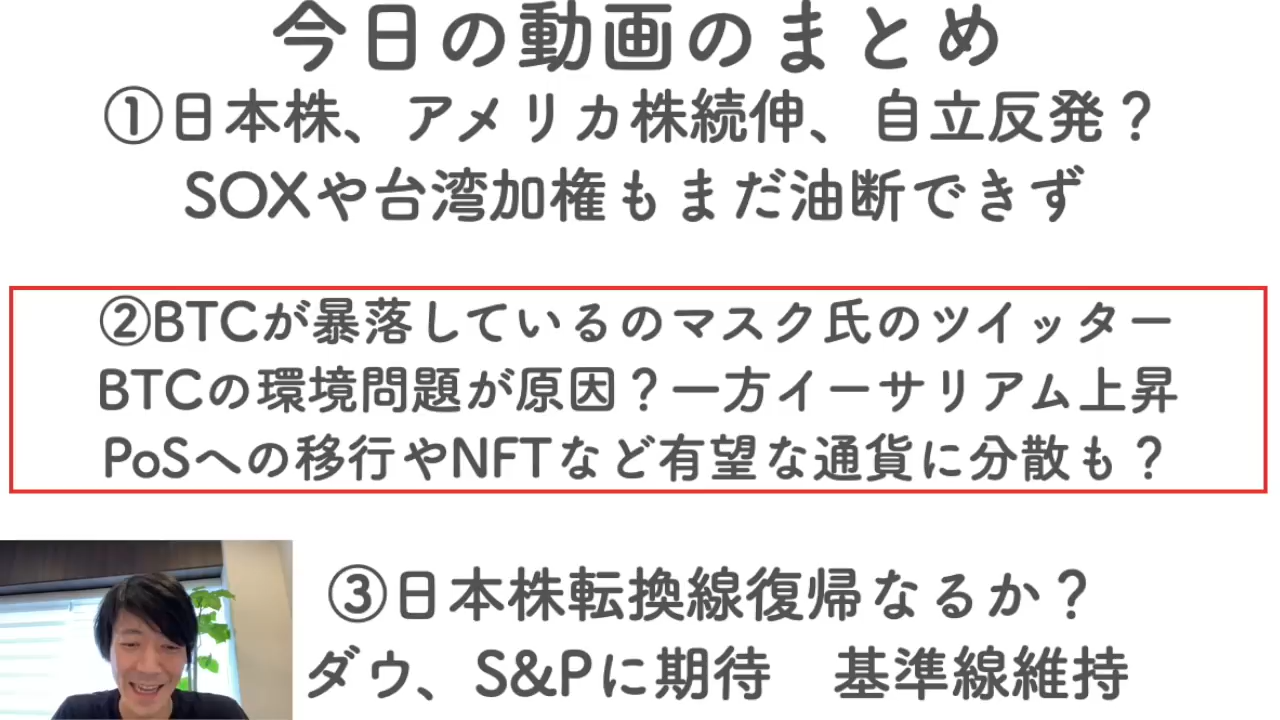 今日の動画のまとめ
①日本株、アメリカ株続伸、自立反発？
SOXや台湾加権もまだ油断できず
②BTCが暴落しているのマスク氏のツイッター
BTCの環境問題が原因？一方イーサリアム上昇
PoSへの移行やNFTなど有望な通貨に分散も？
③日本株転換線復帰なるか？
ダウ、S&Pに期待　基準線維持